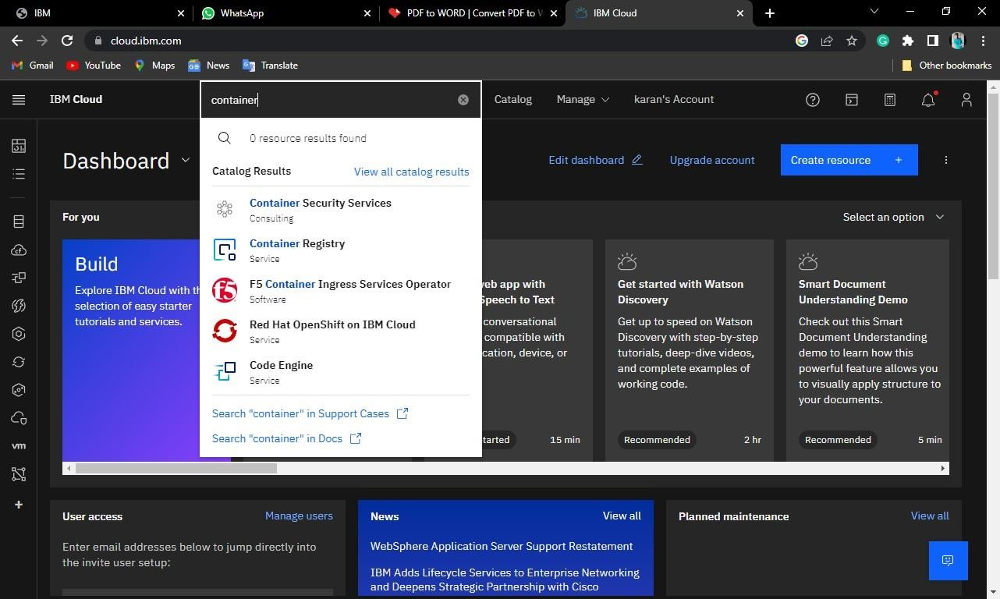 IBM
WhatsApp
PDF to WORD | Convert PDF to W
IBM Cloud
cloud.ibm.com
Gmail
YouTube
Maps
News
Translate
Other bookmarks
IBM Cloud
container
Catalog
Manage
karan's Account
0 resource results found
Dashboard
Edit dashboard
Upgrade account
Create resource +
Catalog Results
View all catalog results
Container Security Services
Consulting
Container Registry
Service
F5 Container Ingress Services Operator
Software
Red Hat OpenShift on IBM Cloud
Service
Code Engine
Service
Search "container" in Support Cases
Search "container" in Docs
For you
Select an option
Build
Explore IBM Cloud with th
selection of easy starter
tutorials and services.
web app with
Speech to Text
conversational
compatible with
cation, device, or
tarted
15 min
Get started with Watson
Discovery
Get up to speed on Watson
Discovery with step-by-step
tutorials, deep-dive videos,
and complete examples of
working code.
Recommended
2 hr
Smart Document
Understanding Demo
Check out this Smart
Document Understanding
demo to learn how this
powerful feature allows you
to visually apply structure to
your documents.
Recommended
5 min
vm
User access
Manage users
Enter email addresses below to jump directly into
the invite user setup:
News
View all
WebSphere Application Server Support Restatement
IBM Adds Lifecycle Services to Enterprise Networking
and Deepens Strategic Partnership with Cisco
Planned maintenance
View all